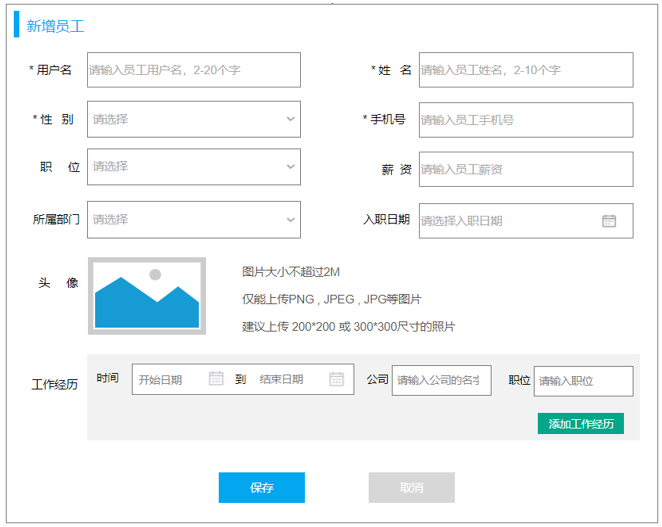 新增员工
* 用户名 请输入员工用户名，2-20个字 * 姓 名 请输入员工姓名，2-10个字
* 性 别 请选择 * 手机号 请输入员工手机号
职 位 请选择 薪 资 请输入员工薪资
所属部门 请选择 入职日期 请选择入职日期
头 像
图片大小不超过2M
仅能上传PNG , JPEG , JPG等图片
建议上传 200*200 或 300*300尺寸的照片
工作经历 时间 开始日期 到 结束日期 公司 请输入公司的名字 职位 请输入职位
添加工作经历
保存 取消